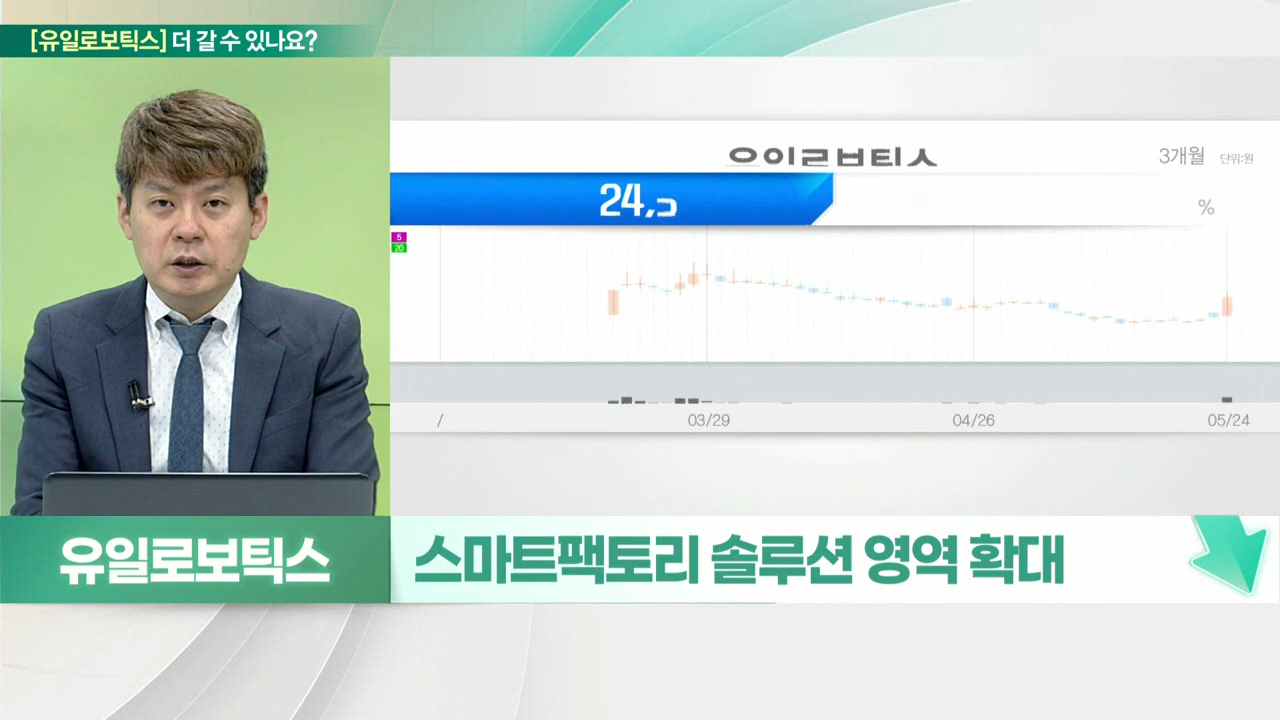 [유일로보틱스] 더 갈 수 있나요?
3개월 단위:원
24,
%
5
20
/ 03/29 04/26 05/24
유일로보틱스 스마트팩토리 솔루션 영역 확대